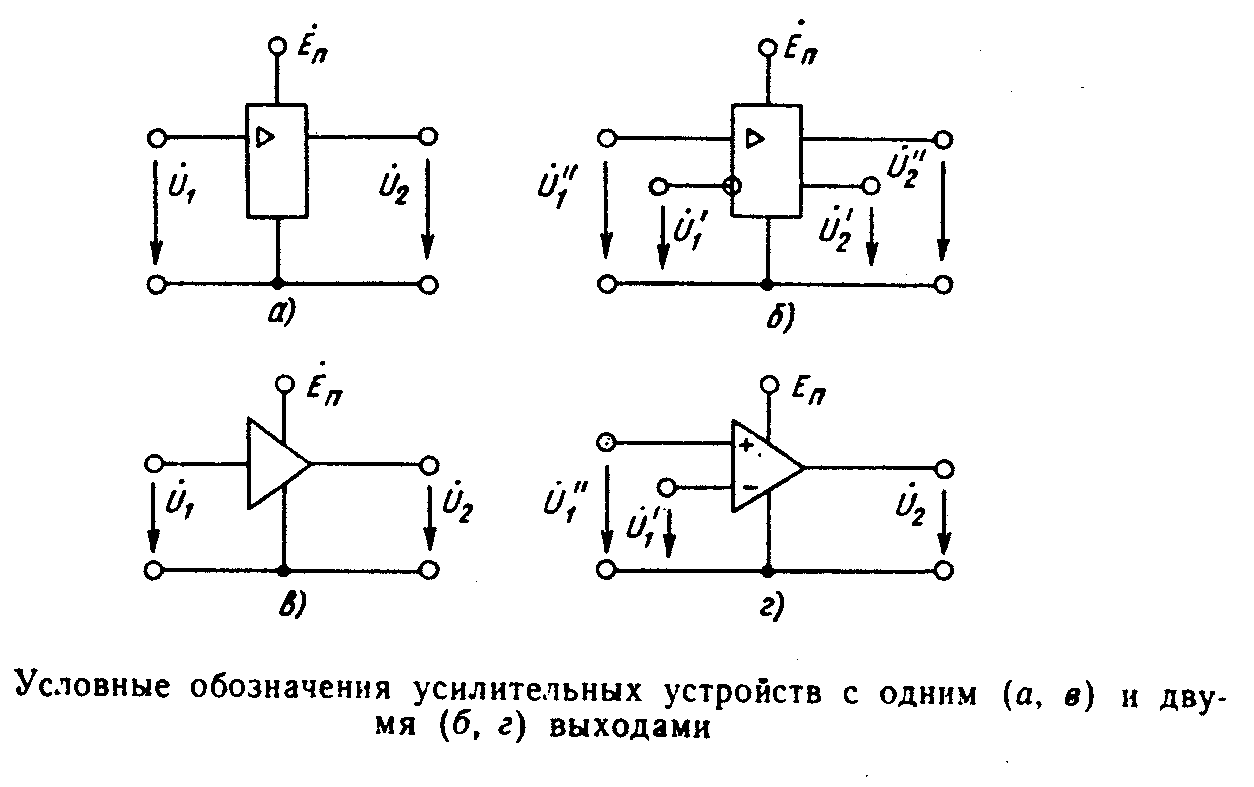 Ėп
Ėп
U̇1
U̇2
U̇1''
U̇1'
U̇2'
U̇2''
а)
б)
Ėп
Eп
U̇1
U̇2
+
−
U̇1''
U̇1'
U̇2
в)
г)
Условные обозначения усилительных устройств с одним (а, в) и дву-
мя (б, г) выходами